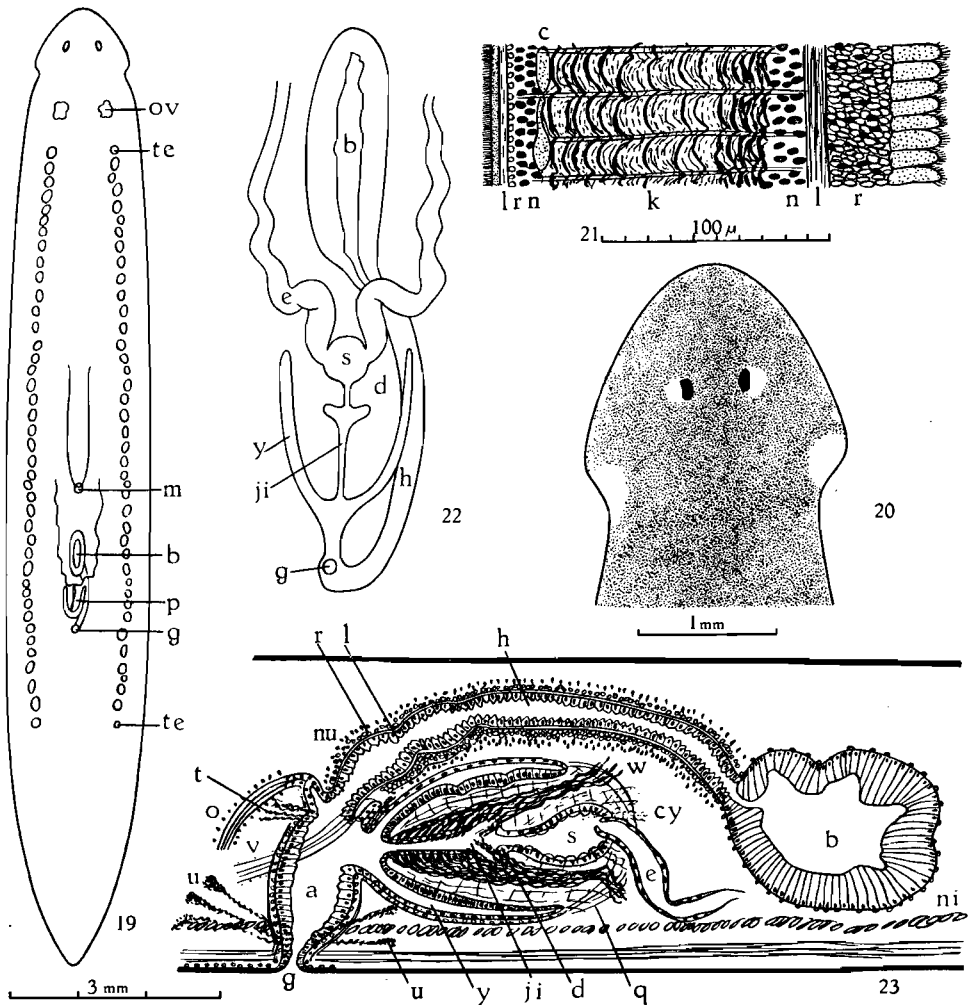 ov
te
m
b
p
g
te
19
3 mm
b
e
s
d
y
ji
h
g
22
c
l r n k n l r
21 100 μ
20
1 mm
r l h
nu
t
o
v
u
a
w
cy
s
e
b
ni
g u y ji d q 23